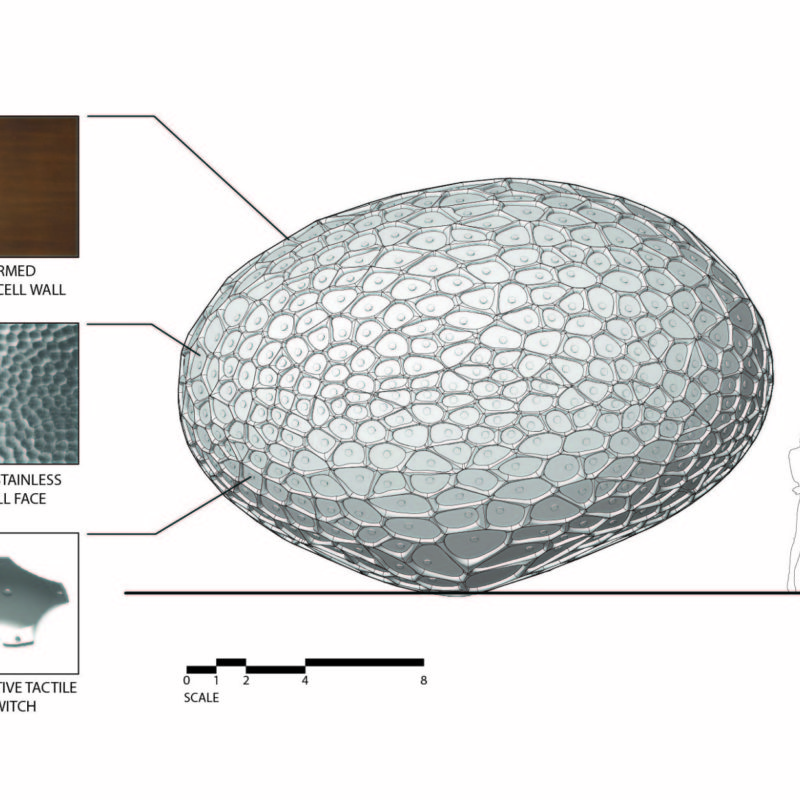 RMED
CELL WALL
TAINLESS
LL FACE
TIVE TACTILE
WITCH
0 1 2 4 8
SCALE